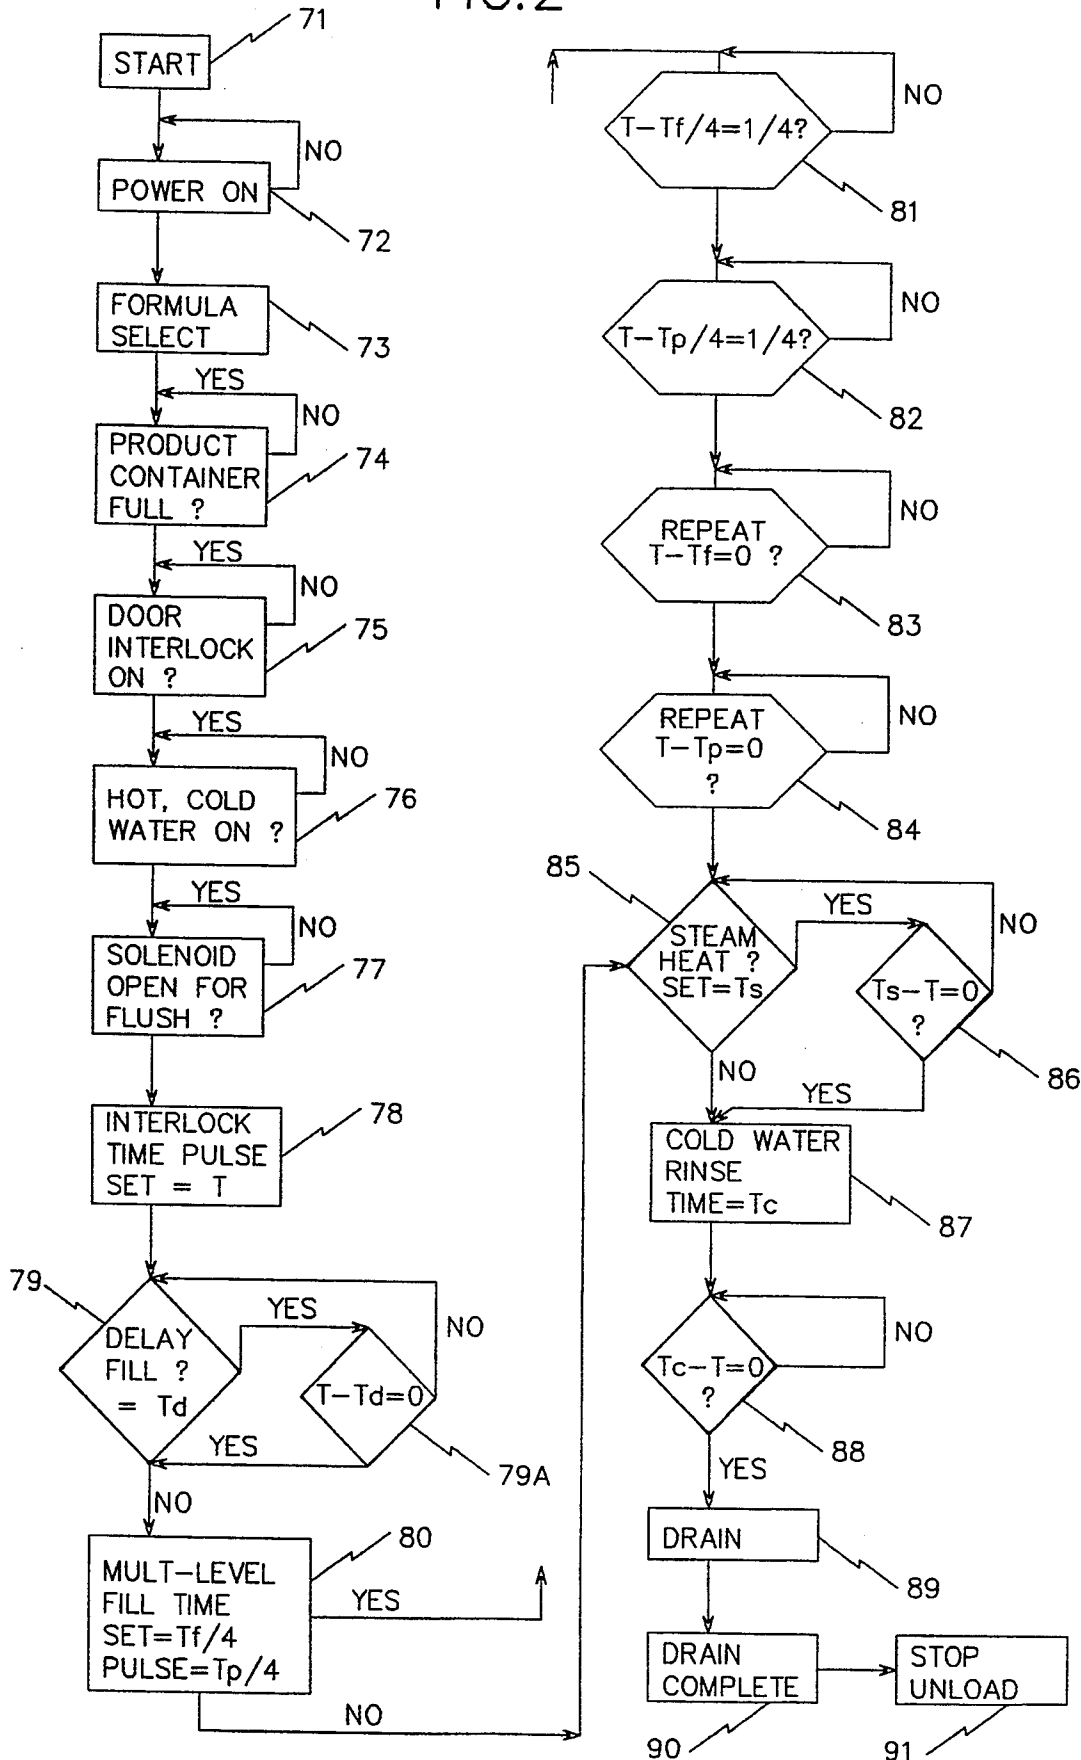 FIG.2
71
START
NO
POWER ON
72
FORMULA
SELECT
73
YES
NO
PRODUCT
CONTAINER
FULL ?
74
YES
NO
DOOR
INTERLOCK
ON ?
75
YES
NO
HOT, COLD
WATER ON ?
76
YES
NO
SOLENOID
OPEN FOR
FLUSH ?
77
INTERLOCK
TIME PULSE
SET = T
78
79
DELAY
FILL ?
= Td
YES
NO
T-Td=0
YES
79A
NO
80
MULT-LEVEL
FILL TIME
SET=Tf/4
PULSE=Tp/4
YES
NO
T-Tf/4=1/4?
NO
81
T-Tp/4=1/4?
NO
82
REPEAT
T-Tf=0 ?
NO
83
REPEAT
T-Tp=0
?
NO
84
85
STEAM
HEAT ?
SET=Ts
YES
NO
Ts-T=0
?
86
NO
YES
COLD WATER
RINSE
TIME=Tc
87
Tc-T=0
?
NO
88
YES
DRAIN
89
DRAIN
COMPLETE
90
STOP
UNLOAD
91